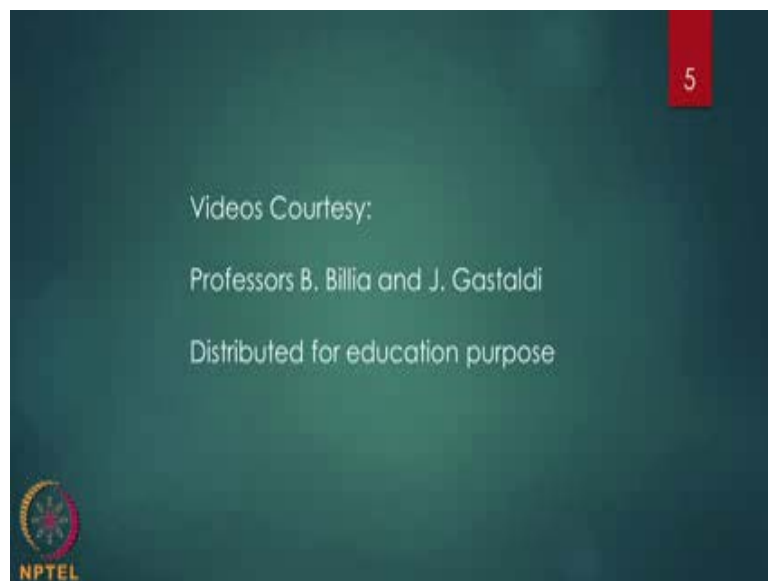 5
Videos Courtesy:
Professors B. Billia and J. Gastaldi
Distributed for education purpose
NPTEL